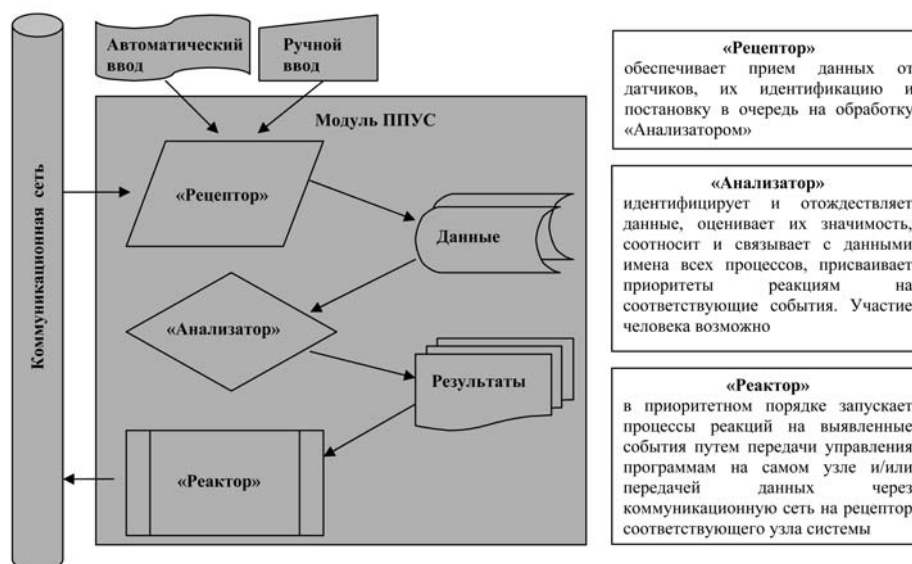 Автоматический
ввод
Ручной
ввод
Коммуникационная сеть
Модуль ППУС
«Рецептор»
Данные
«Анализатор»
Результаты
«Реактор»
«Рецептор»
обеспечивает прием данных от
датчиков, их идентификацию и
постановку в очередь на обработку
«Анализатором»
«Анализатор»
идентифицирует и отождествляет
данные, оценивает их значимость,
соотносит и связывает с данными
имена всех процессов, присваивает
приоритеты реакциям на
соответствующие события. Участие
человека возможно
«Реактор»
в приоритетном порядке запускает
процессы реакций на выявленные
события путем передачи управления
программам на самом узле и/или
передачей данных через
коммуникационную сеть на рецептор
соответствующего узла системы